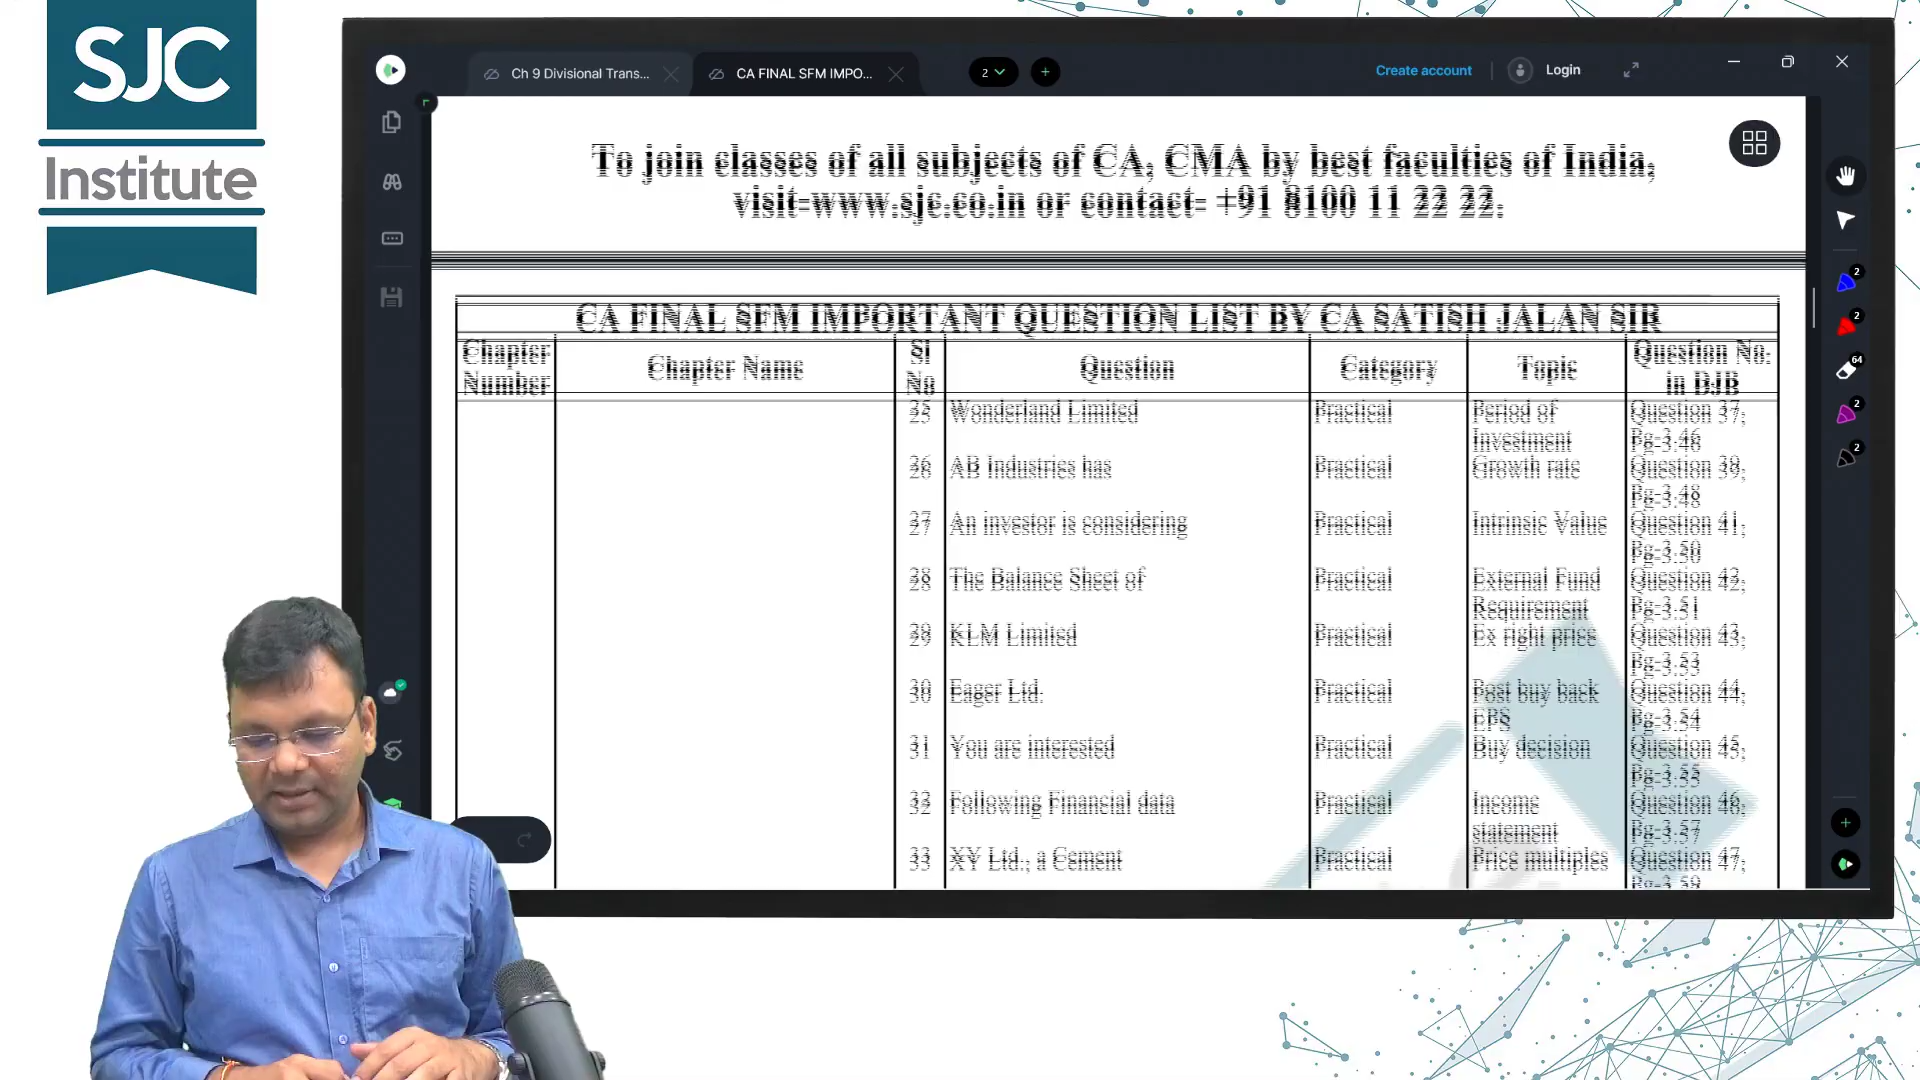 SJC
Institute
Ch 9 Divisional Trans...
CA FINAL SFM IMPO...
2
Create account
Login
To join classes of all subjects of CA, CMA by best faculties of India,
visit-www.sjc.co.in or contact- +91 8100 11 22 22.
CA FINAL SFM IMPORTANT QUESTION LIST BY CA SATISH JALAN SIR
Chapter Number Chapter Name Sl No Question Category Topic Question No. in DJB
25 Wonderland Limited Practical Period of Investment Question 37, Pg-3.46
26 AB Industries has Practical Growth rate Question 39, Pg-3.48
27 An investor is considering Practical Intrinsic Value Question 41, Pg-3.50
28 The Balance Sheet of Practical External Fund Requirement Question 42, Pg-3.51
29 KLM Limited Practical Ex right price Question 43, Pg-3.53
30 Eager Ltd. Practical Post buy back EPS Question 44, Pg-3.54
31 You are interested Practical Buy decision Question 45, Pg-3.55
32 Following Financial data Practical Income statement Question 46, Pg-3.57
33 XY Ltd., a Cement Practical Price multiples Question 47, Pg-3.59
2
2
64
2
2